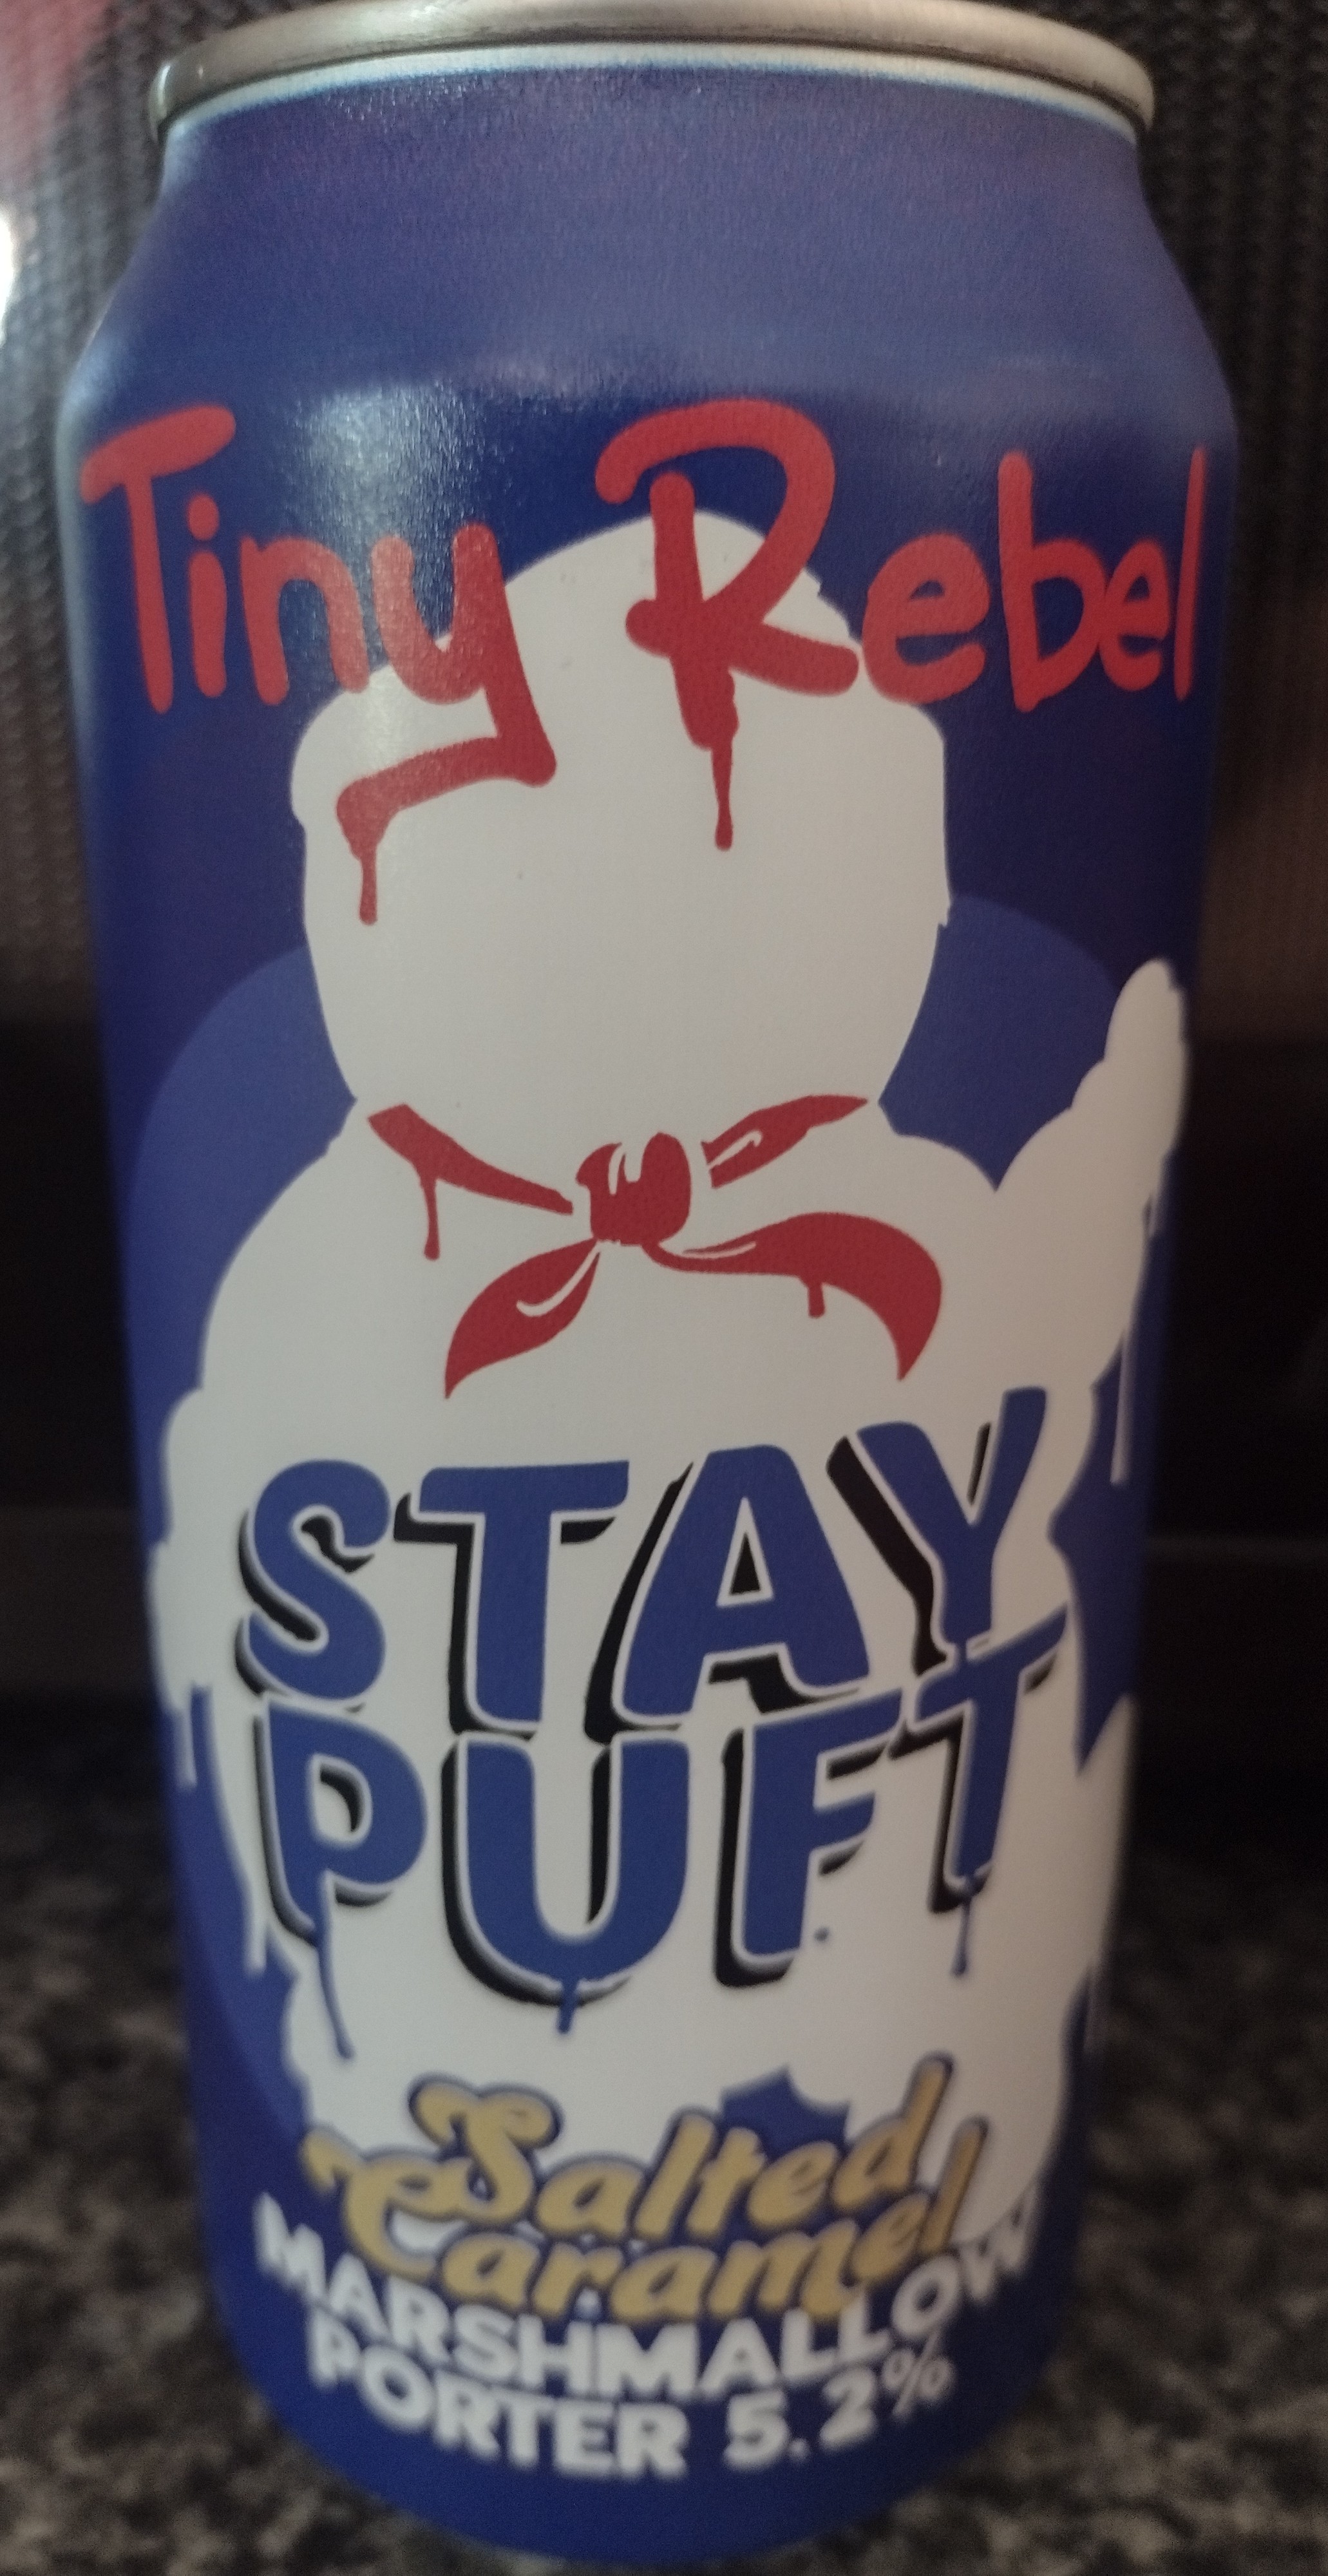 Tiny Rebel
STAY
PUFT
Salted
Caramel
MARSHMALLOW
PORTER 5.2%